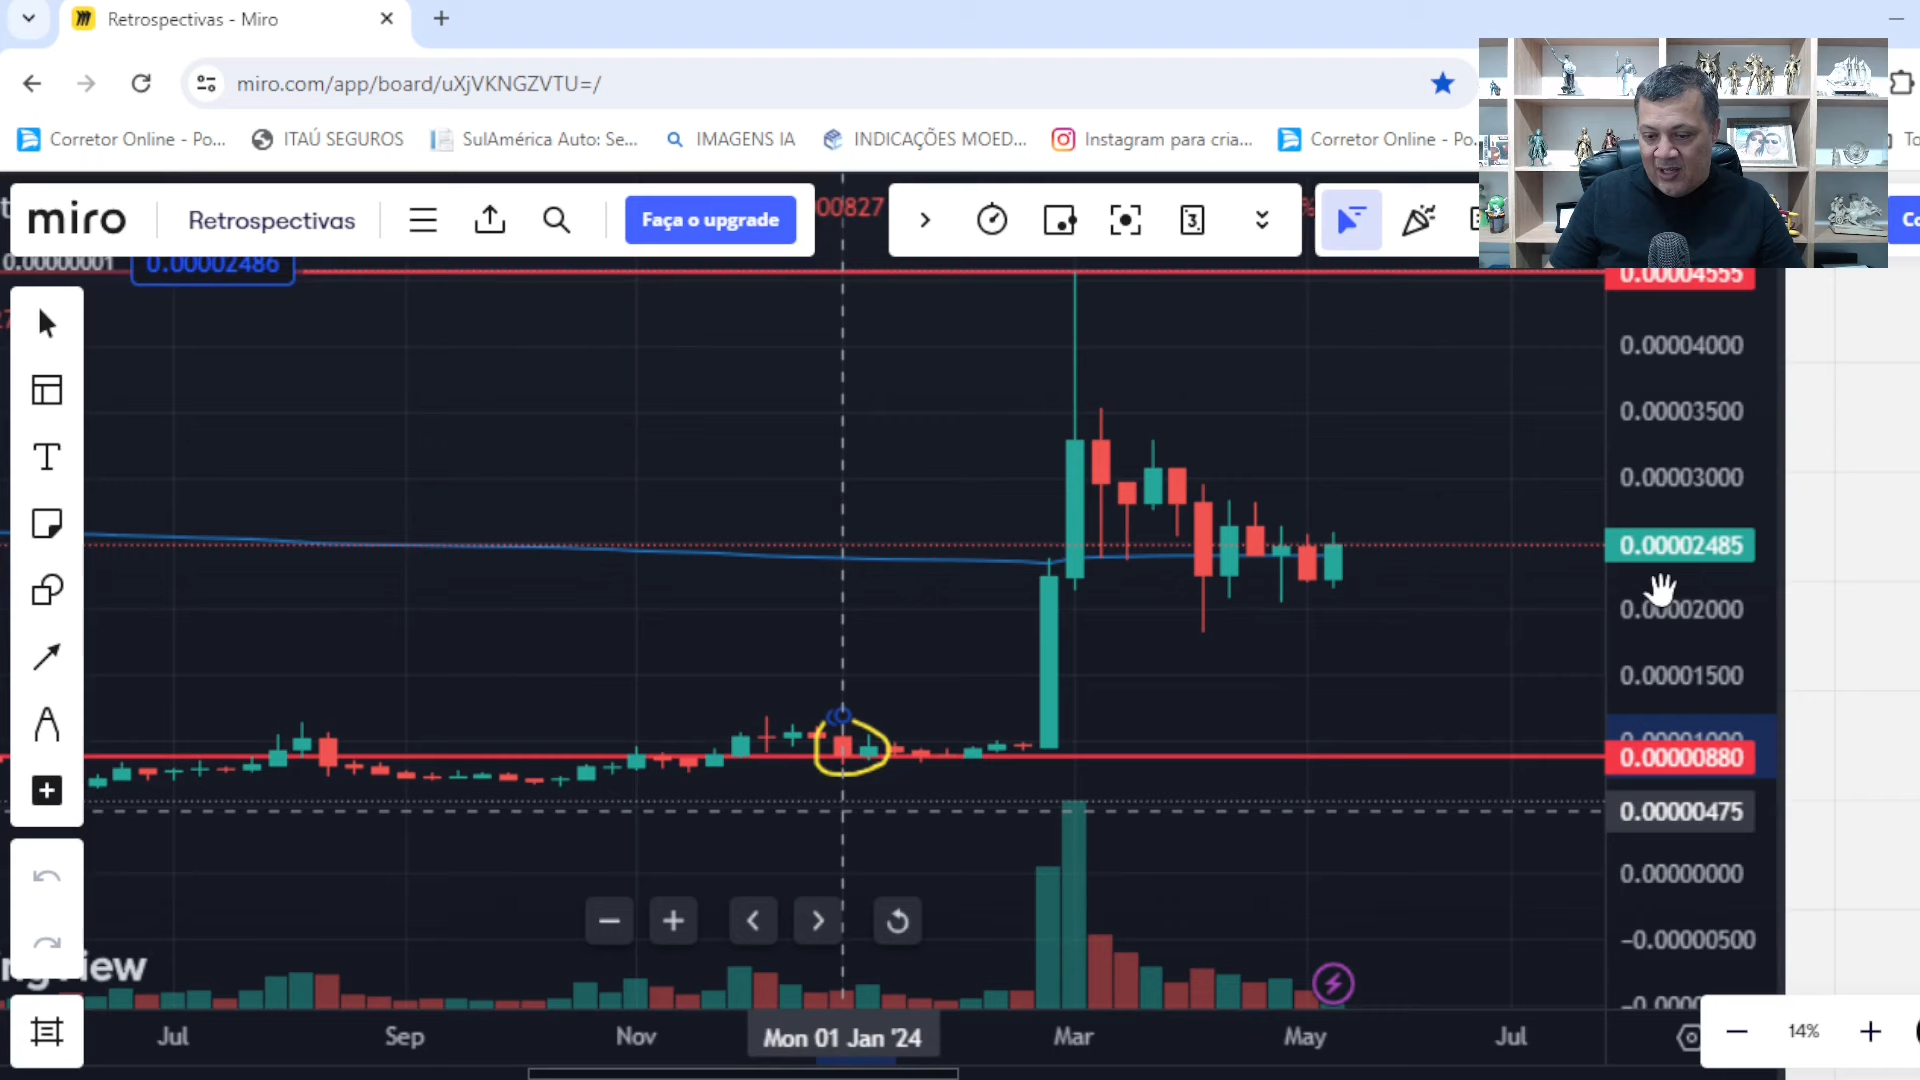 Retrospectivas - Miro
miro.com/app/board/uXjVKNGZVTU=/
Corretor Online - Po...
ITAÚ SEGUROS
SulAmérica Auto: Se...
IMAGENS IA
INDICAÇÕES MOED...
Instagram para cria...
Corretor Online - Po.
miro
Retrospectivas
Faça o upgrade
00827
3
0.00000001
0.00002486
0.00004555
0.00004000
0.00003500
0.00003000
0.00002485
0.00002000
0.00001500
0.00001000
0.00000880
0.00000475
0.00000000
−0.00000500
Jul
Sep
Nov
Mon 01 Jan '24
Mar
May
Jul
14%